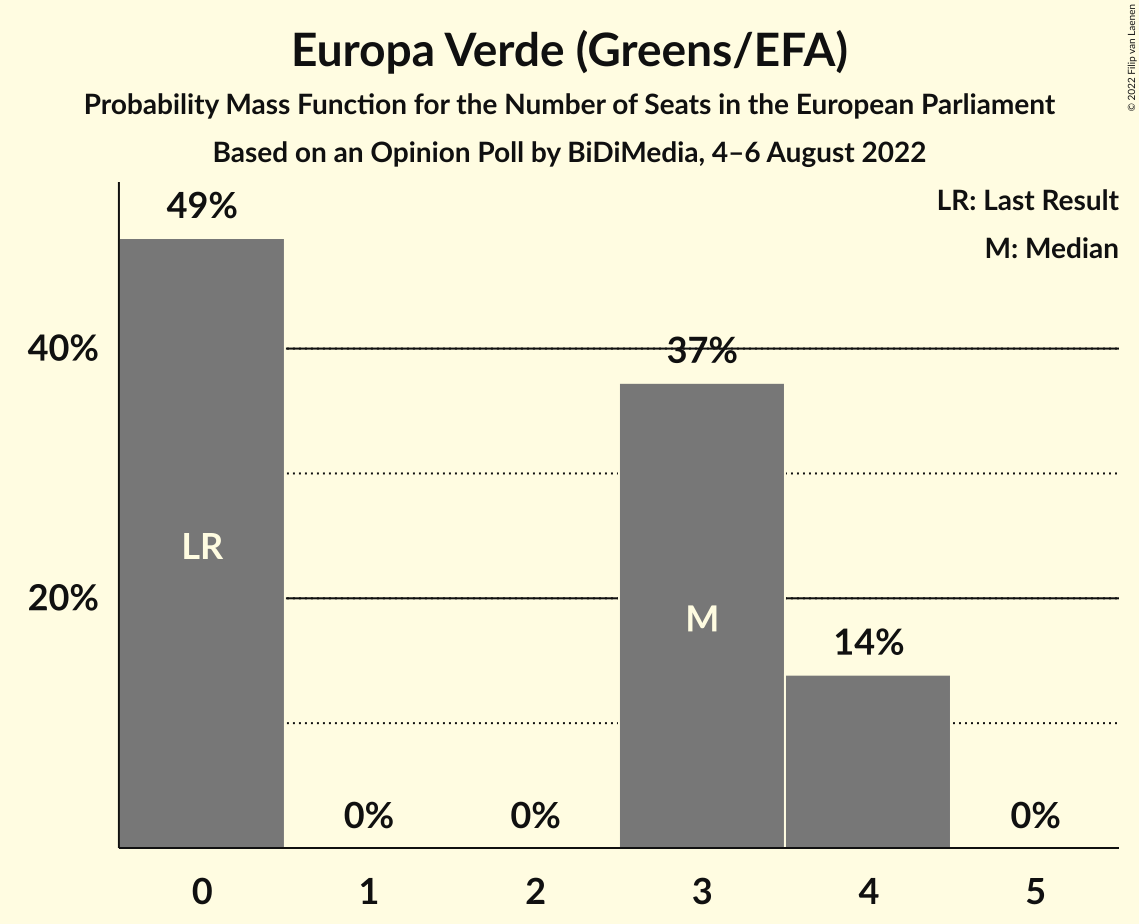 Europa Verde (Greens/EFA)
Probability Mass Function for the Number of Seats in the European Parliament
Based on an Opinion Poll by BiDiMedia, 4–6 August 2022
© 2022 Filip van Laenen
LR: Last Result
M: Median
49%
40%
37%
LR
20%
M
14%
0%
0%
0%
0 1 2 3 4 5